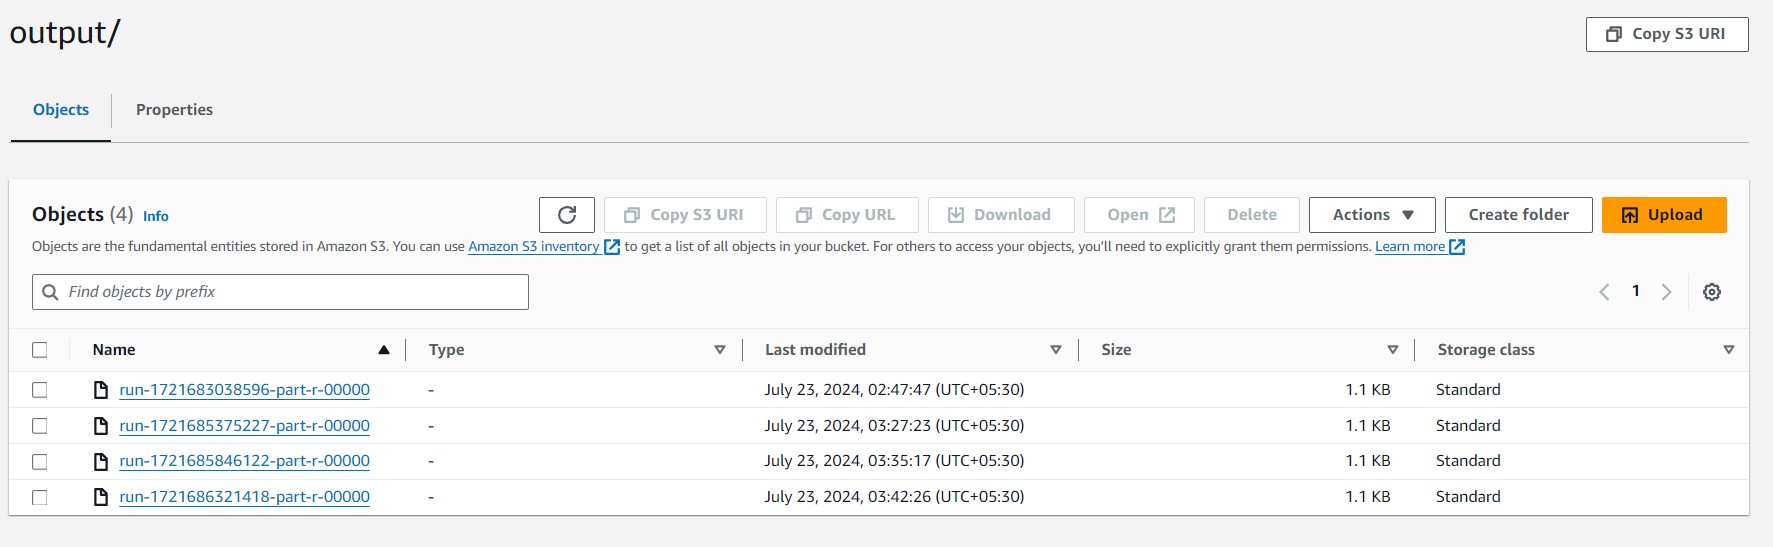 output/
Copy S3 URI
Objects
Properties
Objects (4) Info
Copy S3 URI
Copy URL
Download
Open
Delete
Actions
Create folder
Upload
Objects are the fundamental entities stored in Amazon S3. You can use Amazon S3 inventory to get a list of all objects in your bucket. For others to access your objects, you'll need to explicitly grant them permissions. Learn more
Find objects by prefix
1
Name Type Last modified Size Storage class
run-1721683038596-part-r-00000 - July 23, 2024, 02:47:47 (UTC+05:30) 1.1 KB Standard
run-1721685375227-part-r-00000 - July 23, 2024, 03:27:23 (UTC+05:30) 1.1 KB Standard
run-1721685846122-part-r-00000 - July 23, 2024, 03:35:17 (UTC+05:30) 1.1 KB Standard
run-1721686321418-part-r-00000 - July 23, 2024, 03:42:26 (UTC+05:30) 1.1 KB Standard